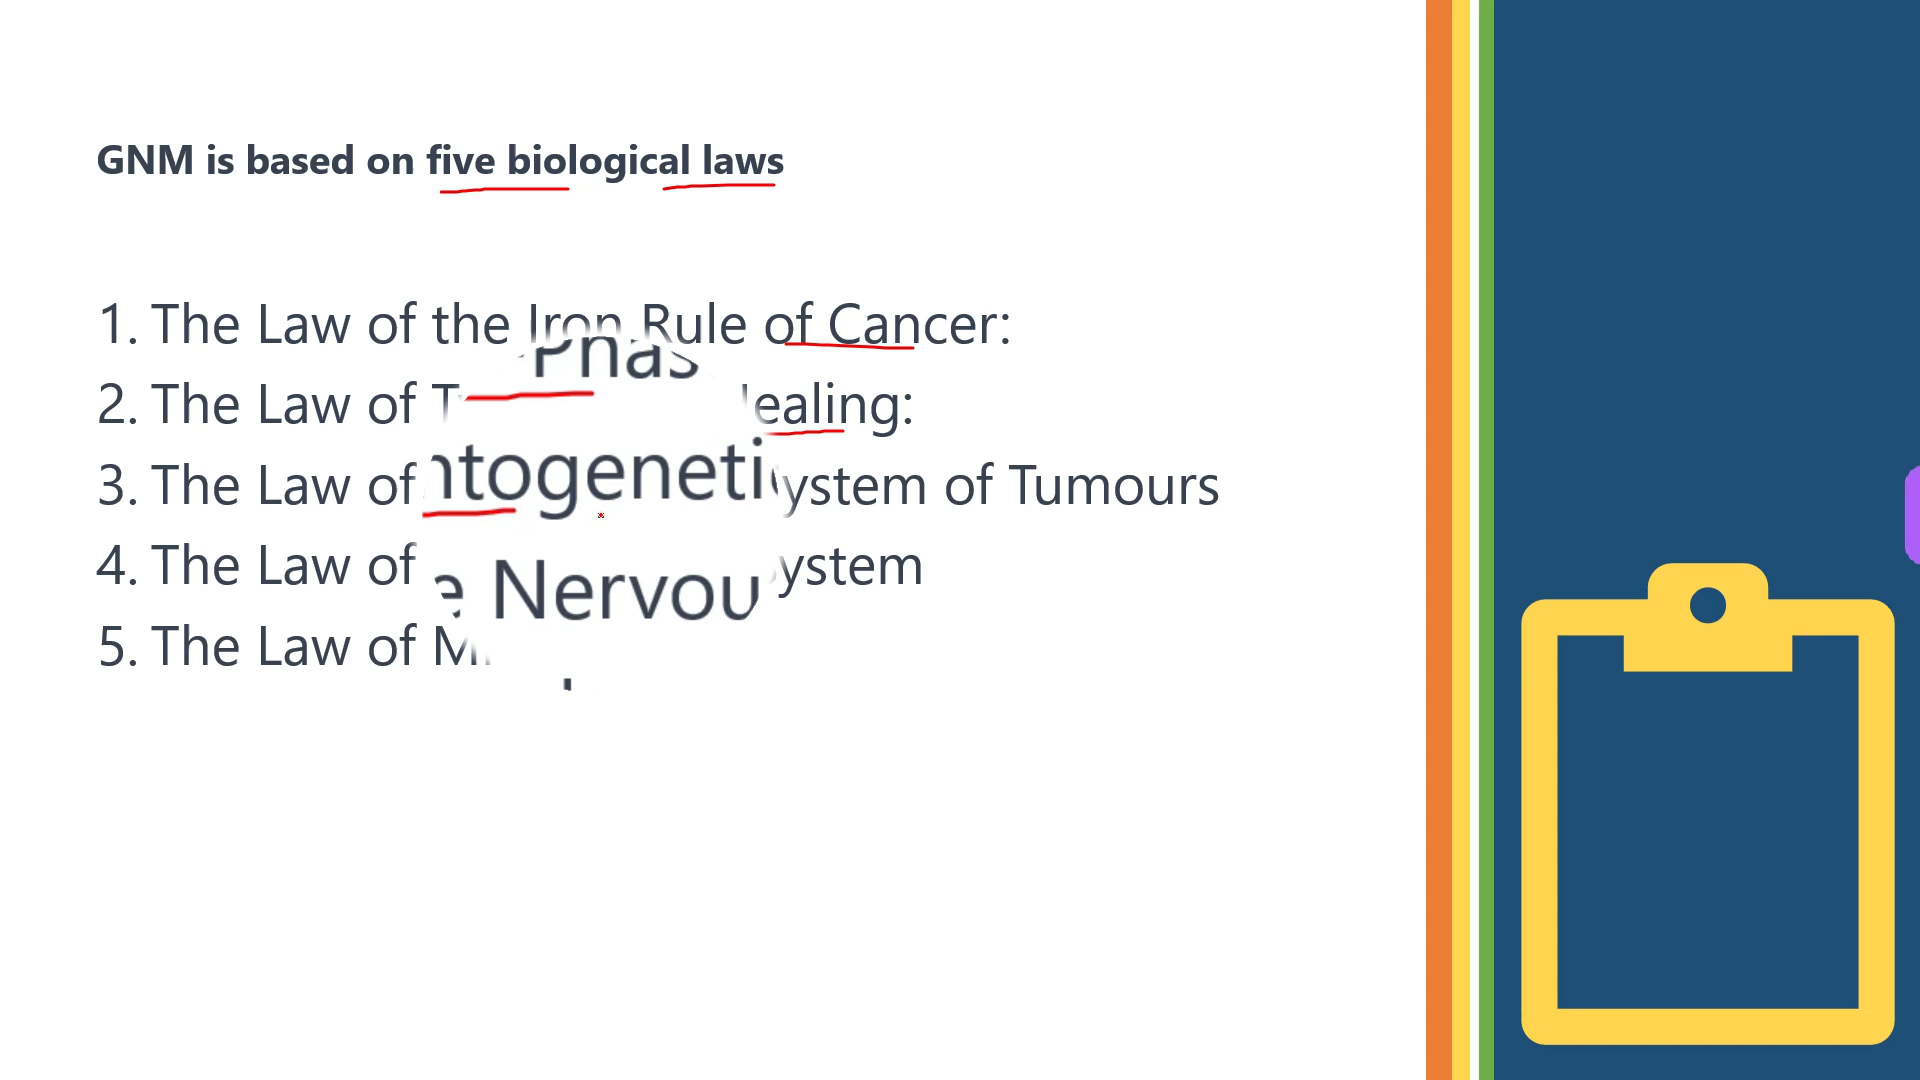 GNM is based on five biological laws
1. The Law of the Iron Rule of Cancer:
2. The Law of Phas ealing:
3. The Law of ntogeneti ystem of Tumours
4. The Law of e Nervou ystem
5. The Law of M